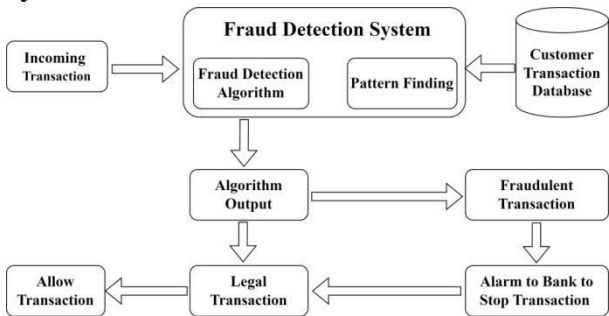 Fraud Detection System
Incoming
Transaction
Fraud Detection
Algorithm
Pattern Finding
Customer
Transaction
Database
Algorithm
Output
Fraudulent
Transaction
Allow
Transaction
Legal
Transaction
Alarm to Bank to
Stop Transaction